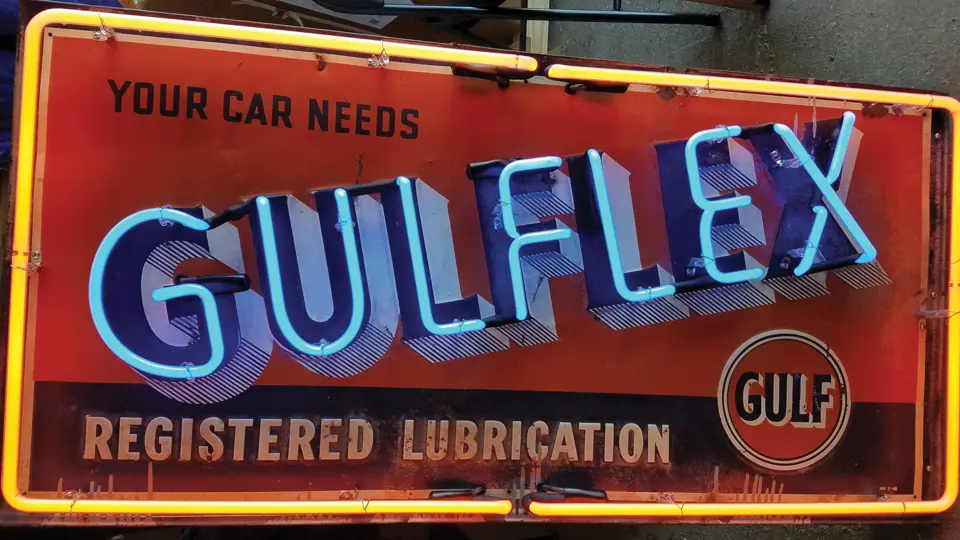 YOUR CAR NEEDS
GULFLEX
GULF
REGISTERED LUBRICATION